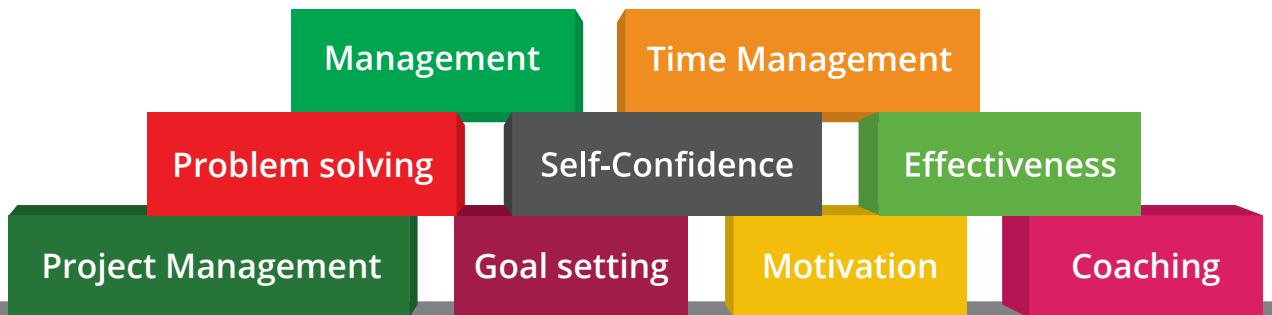 Management
Time Management
Problem solving
Self-Confidence
Effectiveness
Project Management
Goal setting
Motivation
Coaching